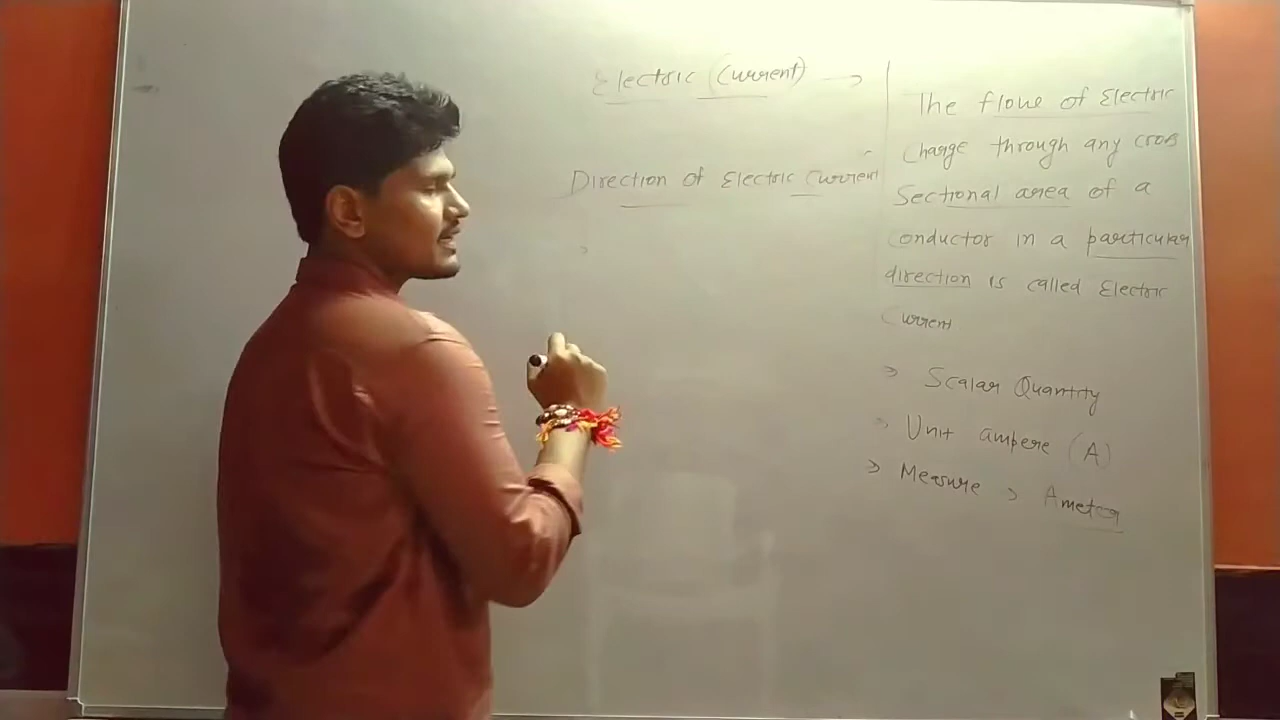 Electric (Current) →
Direction of Electric Current
The flowe of Electric
Charge through any cross
Sectional area of a
Conductor in a particular
direction is called Electric
Current
⇒ Scalar Quantity
⇒ Unit ampere (A)
⇒ Measure > Ameter